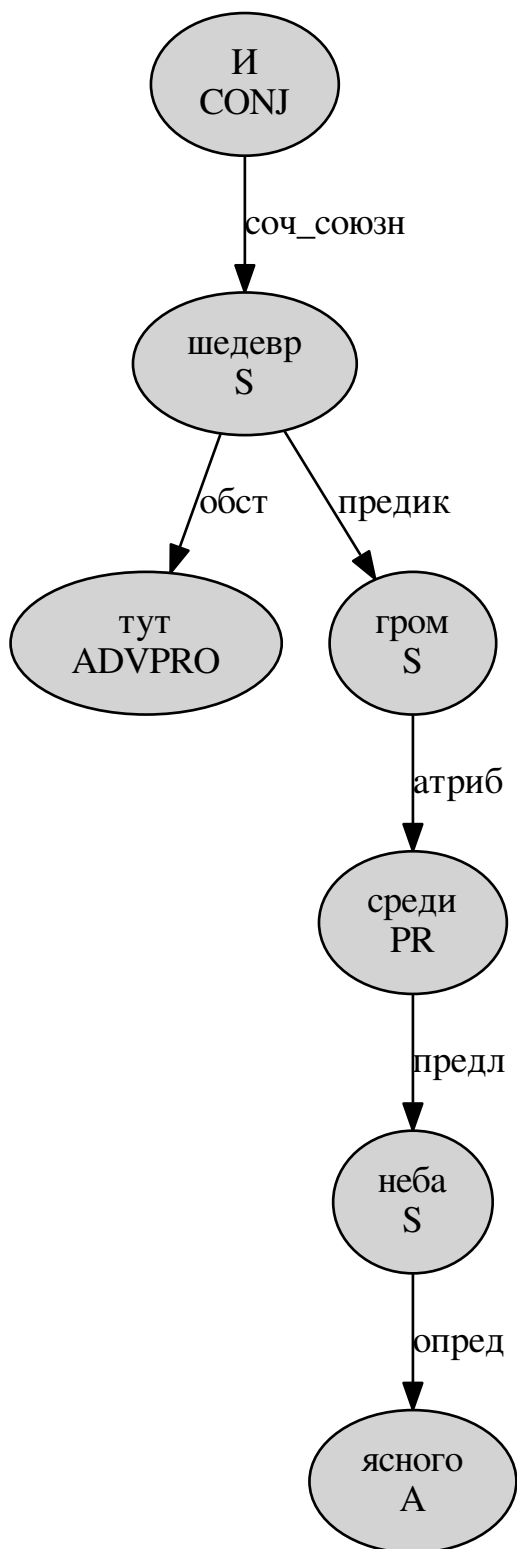 И
CONJ
соч_союзн
шедевр
S
обст
предик
тут
ADVPRO
гром
S
атриб
среди
PR
предл
неба
S
опред
ясного
A